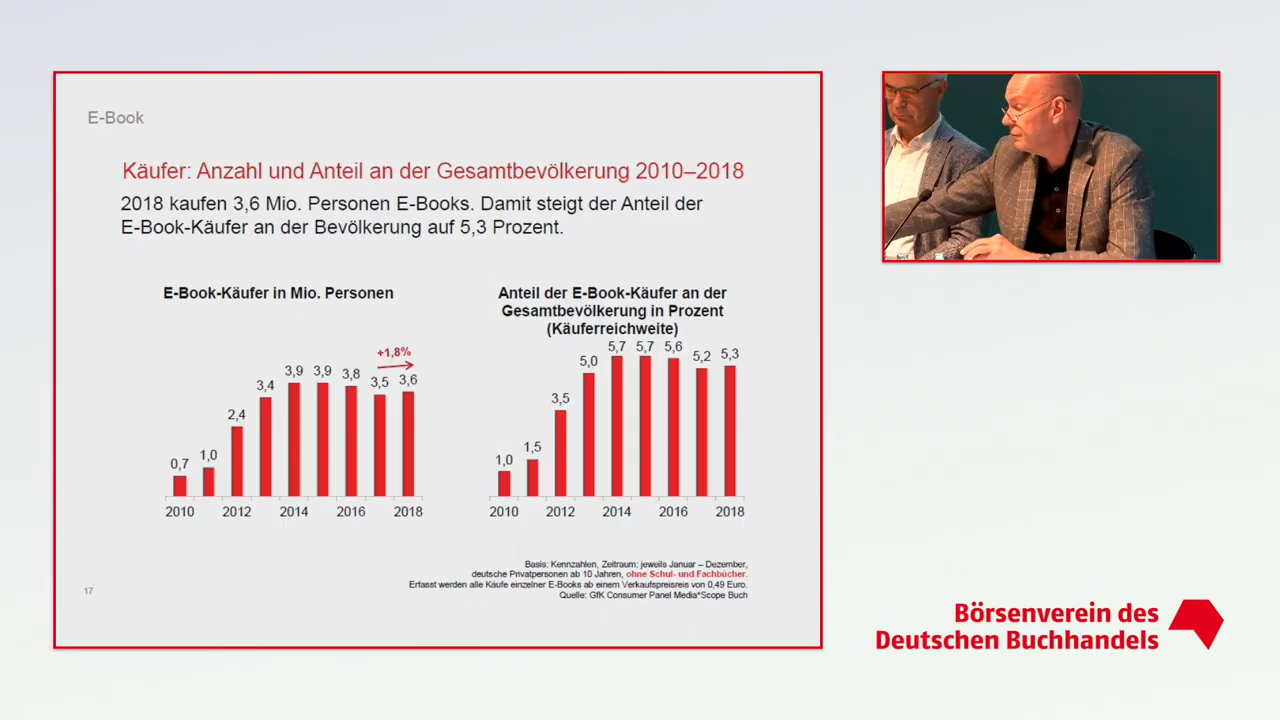 E-Book
Käufer: Anzahl und Anteil an der Gesamtbevölkerung 2010–2018
2018 kaufen 3,6 Mio. Personen E-Books. Damit steigt der Anteil der
E-Book-Käufer an der Bevölkerung auf 5,3 Prozent.
E-Book-Käufer in Mio. Personen
+1,8%
0,7 1,0 2,4 3,4 3,9 3,9 3,8 3,5 3,6
2010 2012 2014 2016 2018
Anteil der E-Book-Käufer an der
Gesamtbevölkerung in Prozent
(Käuferreichweite)
1,0 1,5 3,5 5,0 5,7 5,7 5,6 5,2 5,3
2010 2012 2014 2016 2018
Basis: Kennzahlen, Zeitraum: jeweils Januar – Dezember,
deutsche Privatpersonen ab 10 Jahren, ohne Schul- und Fachbücher.
Erfasst werden alle Käufe einzelner E-Books ab einem Verkaufspreisreis von 0,49 Euro.
Quelle: GfK Consumer Panel Media*Scope Buch
17
Börsenverein des
Deutschen Buchhandels